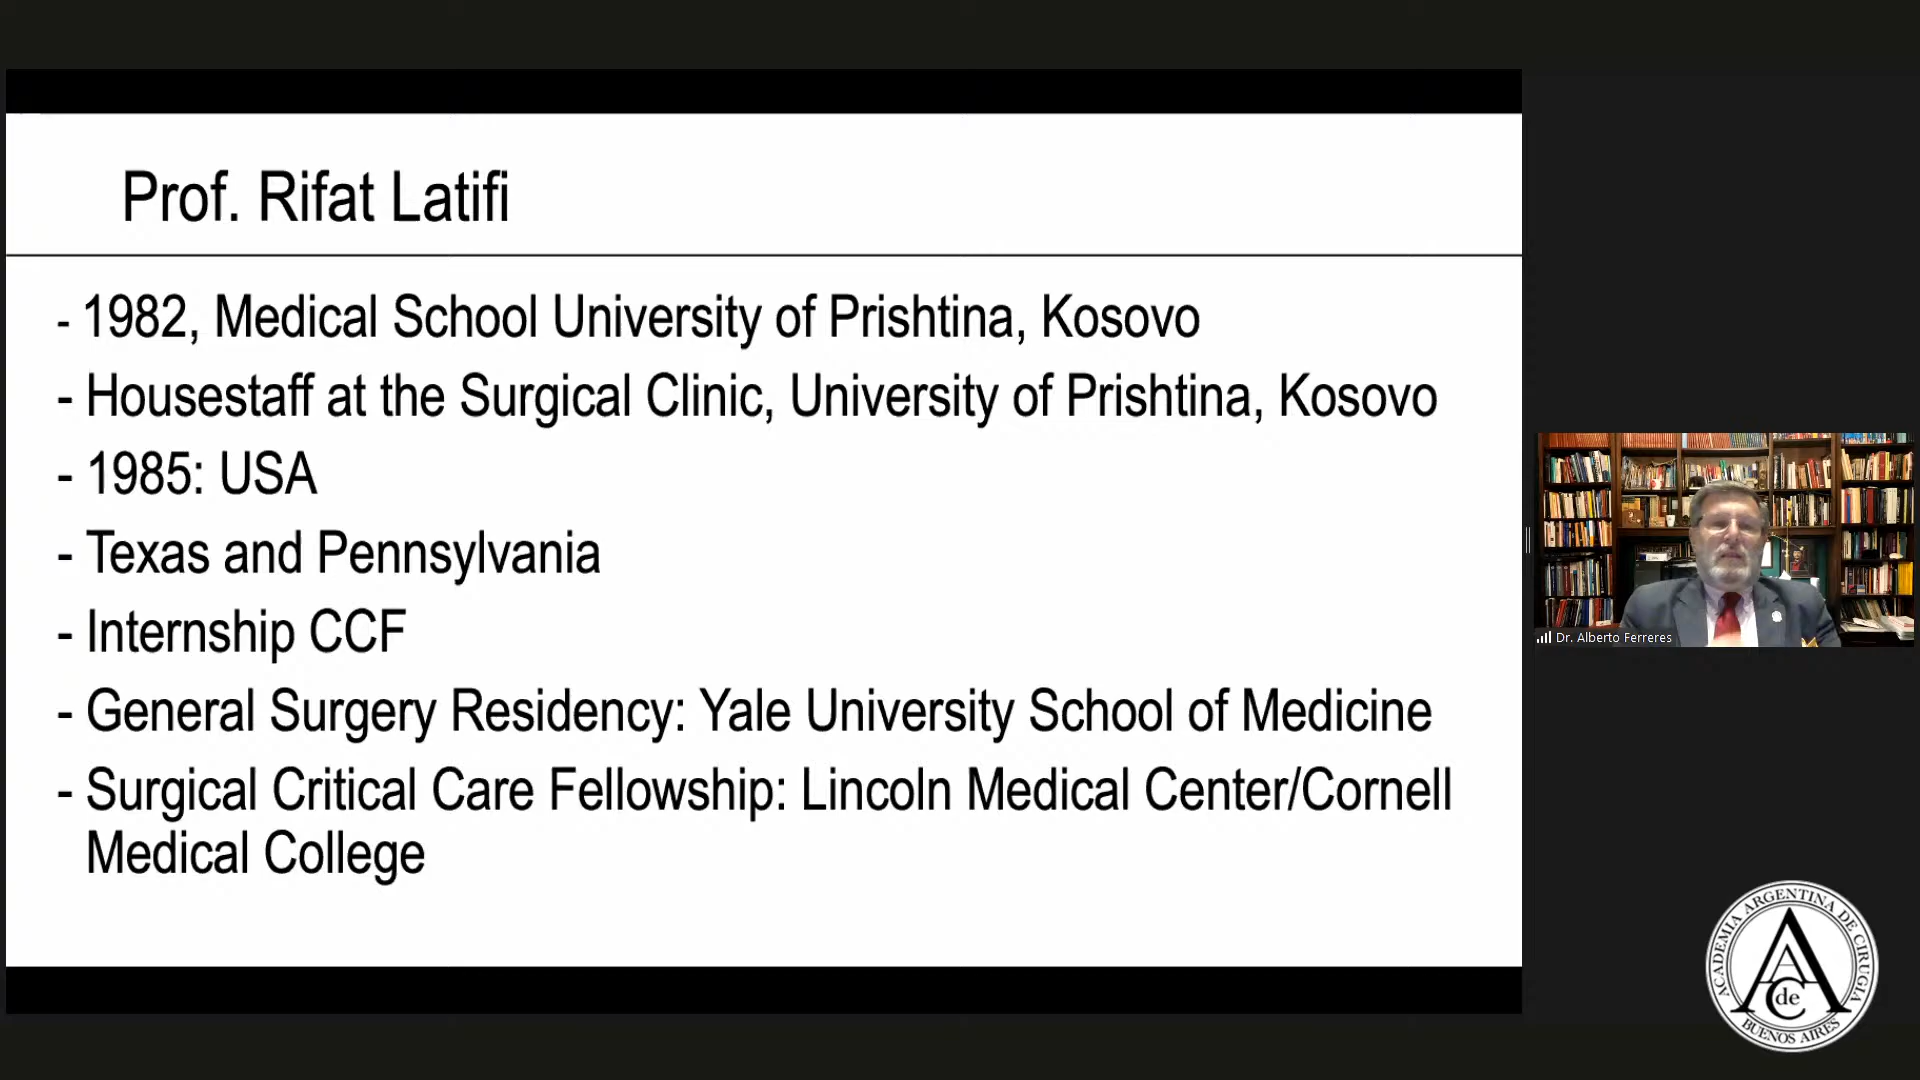 Prof. Rifat Latifi
- 1982, Medical School University of Prishtina, Kosovo
- Housestaff at the Surgical Clinic, University of Prishtina, Kosovo
- 1985: USA
- Texas and Pennsylvania
- Internship CCF
- General Surgery Residency: Yale University School of Medicine
- Surgical Critical Care Fellowship: Lincoln Medical Center/Cornell
Medical College
Dr. Alberto Ferreres
ACADEMIA ARGENTINA DE CIRUGIA
AAC
de
BUENOS AIRES